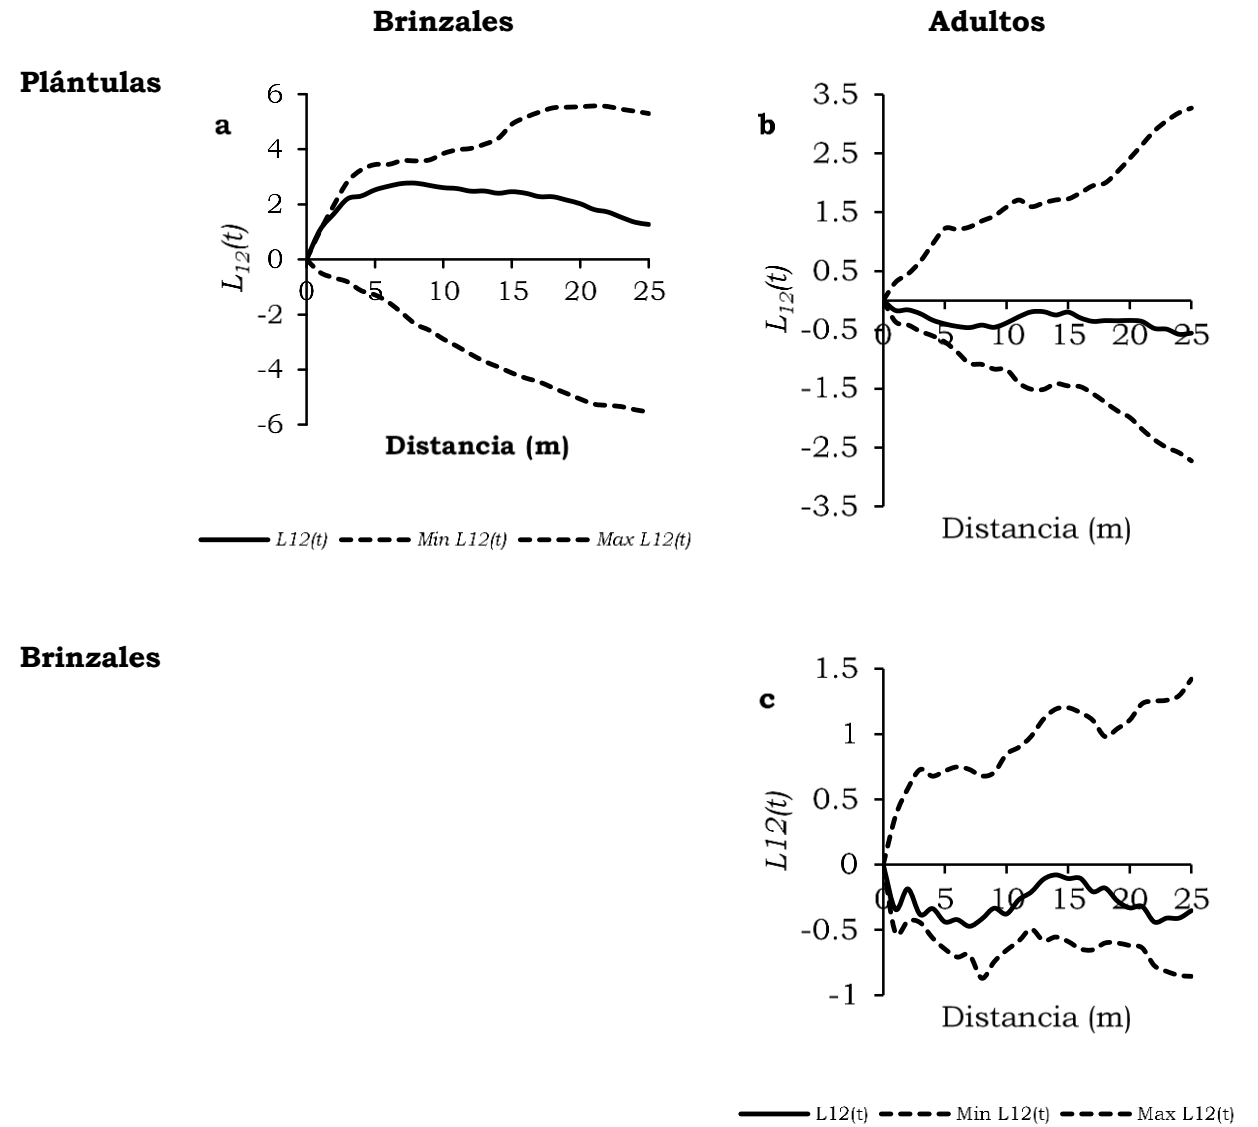 Brinzales
Adultos
Plántulas
a
6
4
2
0
-2
-4
-6
L12(t)
0 5 10 15 20 25
Distancia (m)
L12(t) Min L12(t) Max L12(t)
b
3.5
2.5
1.5
0.5
-0.5
-1.5
-2.5
-3.5
L12(t)
0 5 10 15 20 25
Distancia (m)
Brinzales
c
1.5
1
0.5
0
-0.5
-1
L12(t)
0 5 10 15 20 25
Distancia (m)
L12(t) Min L12(t) Max L12(t)